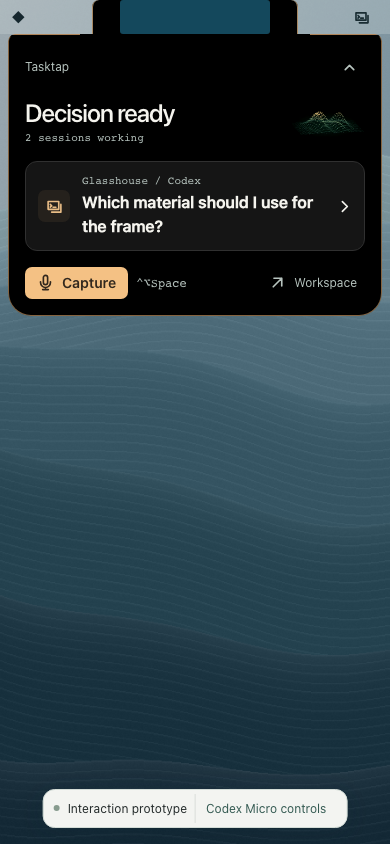 Tasktap
Decision ready
2 sessions working
Glasshouse / Codex
Which material should I use for
the frame?
Capture
^⌥Space
Workspace
Interaction prototype
Codex Micro controls